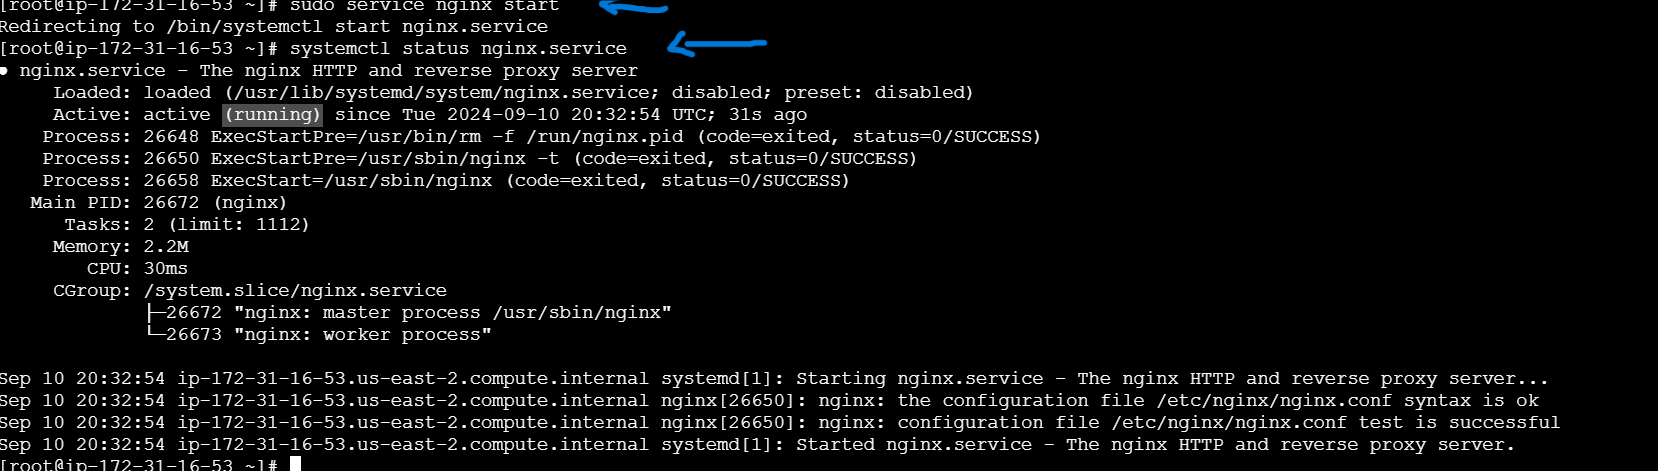 [root@ip-172-31-16-53 ~]# sudo service nginx start
Redirecting to /bin/systemctl start nginx.service
[root@ip-172-31-16-53 ~]# systemctl status nginx.service
● nginx.service - The nginx HTTP and reverse proxy server
     Loaded: loaded (/usr/lib/systemd/system/nginx.service; disabled; preset: disabled)
     Active: active (running) since Tue 2024-09-10 20:32:54 UTC; 31s ago
    Process: 26648 ExecStartPre=/usr/bin/rm -f /run/nginx.pid (code=exited, status=0/SUCCESS)
    Process: 26650 ExecStartPre=/usr/sbin/nginx -t (code=exited, status=0/SUCCESS)
    Process: 26658 ExecStart=/usr/sbin/nginx (code=exited, status=0/SUCCESS)
   Main PID: 26672 (nginx)
      Tasks: 2 (limit: 1112)
     Memory: 2.2M
        CPU: 30ms
     CGroup: /system.slice/nginx.service
             ├─26672 "nginx: master process /usr/sbin/nginx"
             └─26673 "nginx: worker process"
Sep 10 20:32:54 ip-172-31-16-53.us-east-2.compute.internal systemd[1]: Starting nginx.service - The nginx HTTP and reverse proxy server...
Sep 10 20:32:54 ip-172-31-16-53.us-east-2.compute.internal nginx[26650]: nginx: the configuration file /etc/nginx/nginx.conf syntax is ok
Sep 10 20:32:54 ip-172-31-16-53.us-east-2.compute.internal nginx[26650]: nginx: configuration file /etc/nginx/nginx.conf test is successful
Sep 10 20:32:54 ip-172-31-16-53.us-east-2.compute.internal systemd[1]: Started nginx.service - The nginx HTTP and reverse proxy server.
[root@ip-172-31-16-53 ~]#